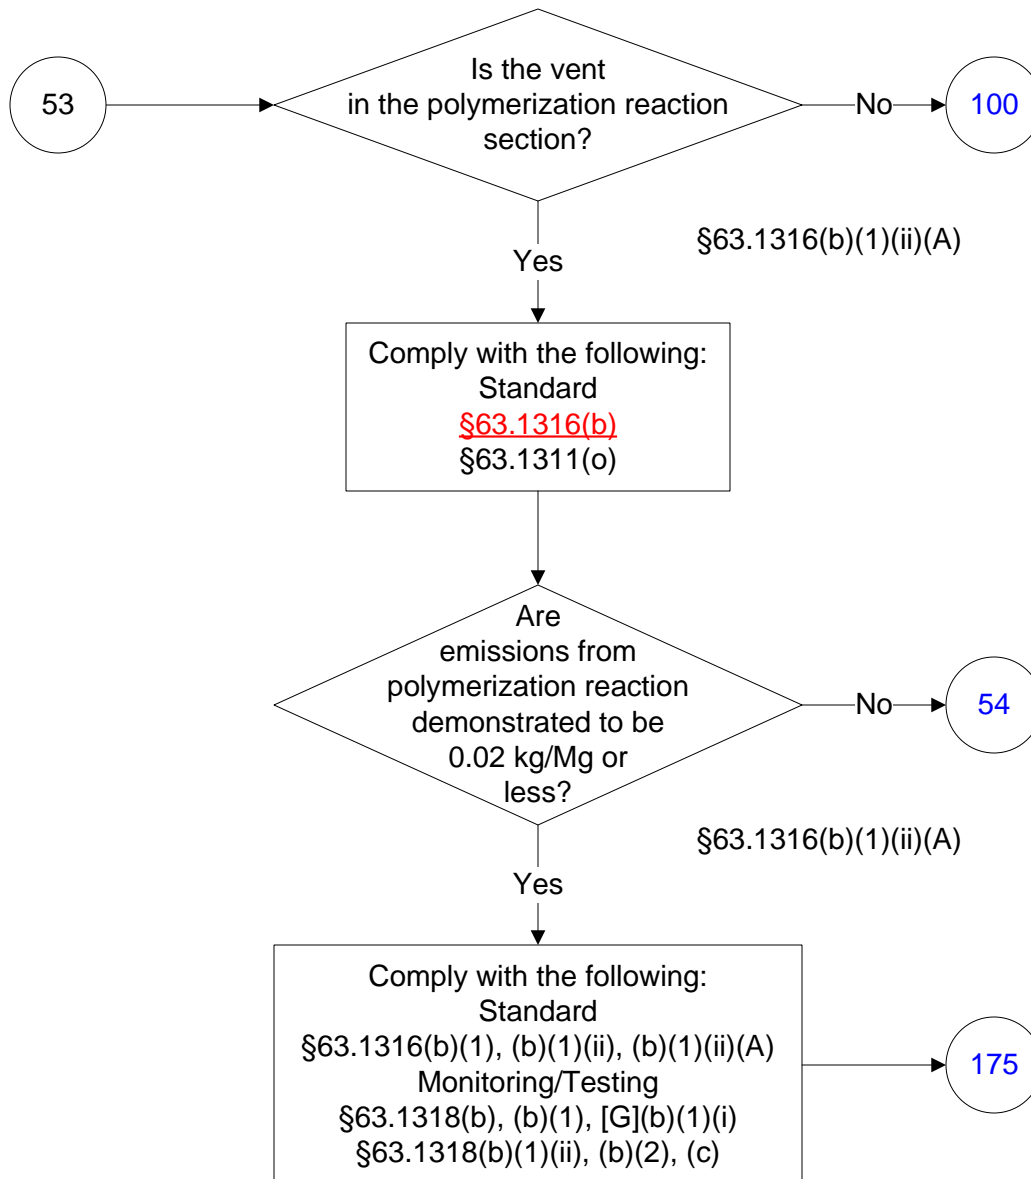 53
Is the vent
in the polymerization reaction
section?
No
100
§63.1316(b)(1)(ii)(A)
Yes
Comply with the following:
Standard
§63.1316(b)
§63.1311(o)
Are
emissions from
polymerization reaction
demonstrated to be
0.02 kg/Mg or
less?
No
54
§63.1316(b)(1)(ii)(A)
Yes
Comply with the following:
Standard
§63.1316(b)(1), (b)(1)(ii), (b)(1)(ii)(A)
Monitoring/Testing
§63.1318(b), (b)(1), [G](b)(1)(i)
§63.1318(b)(1)(ii), (b)(2), (c)
175